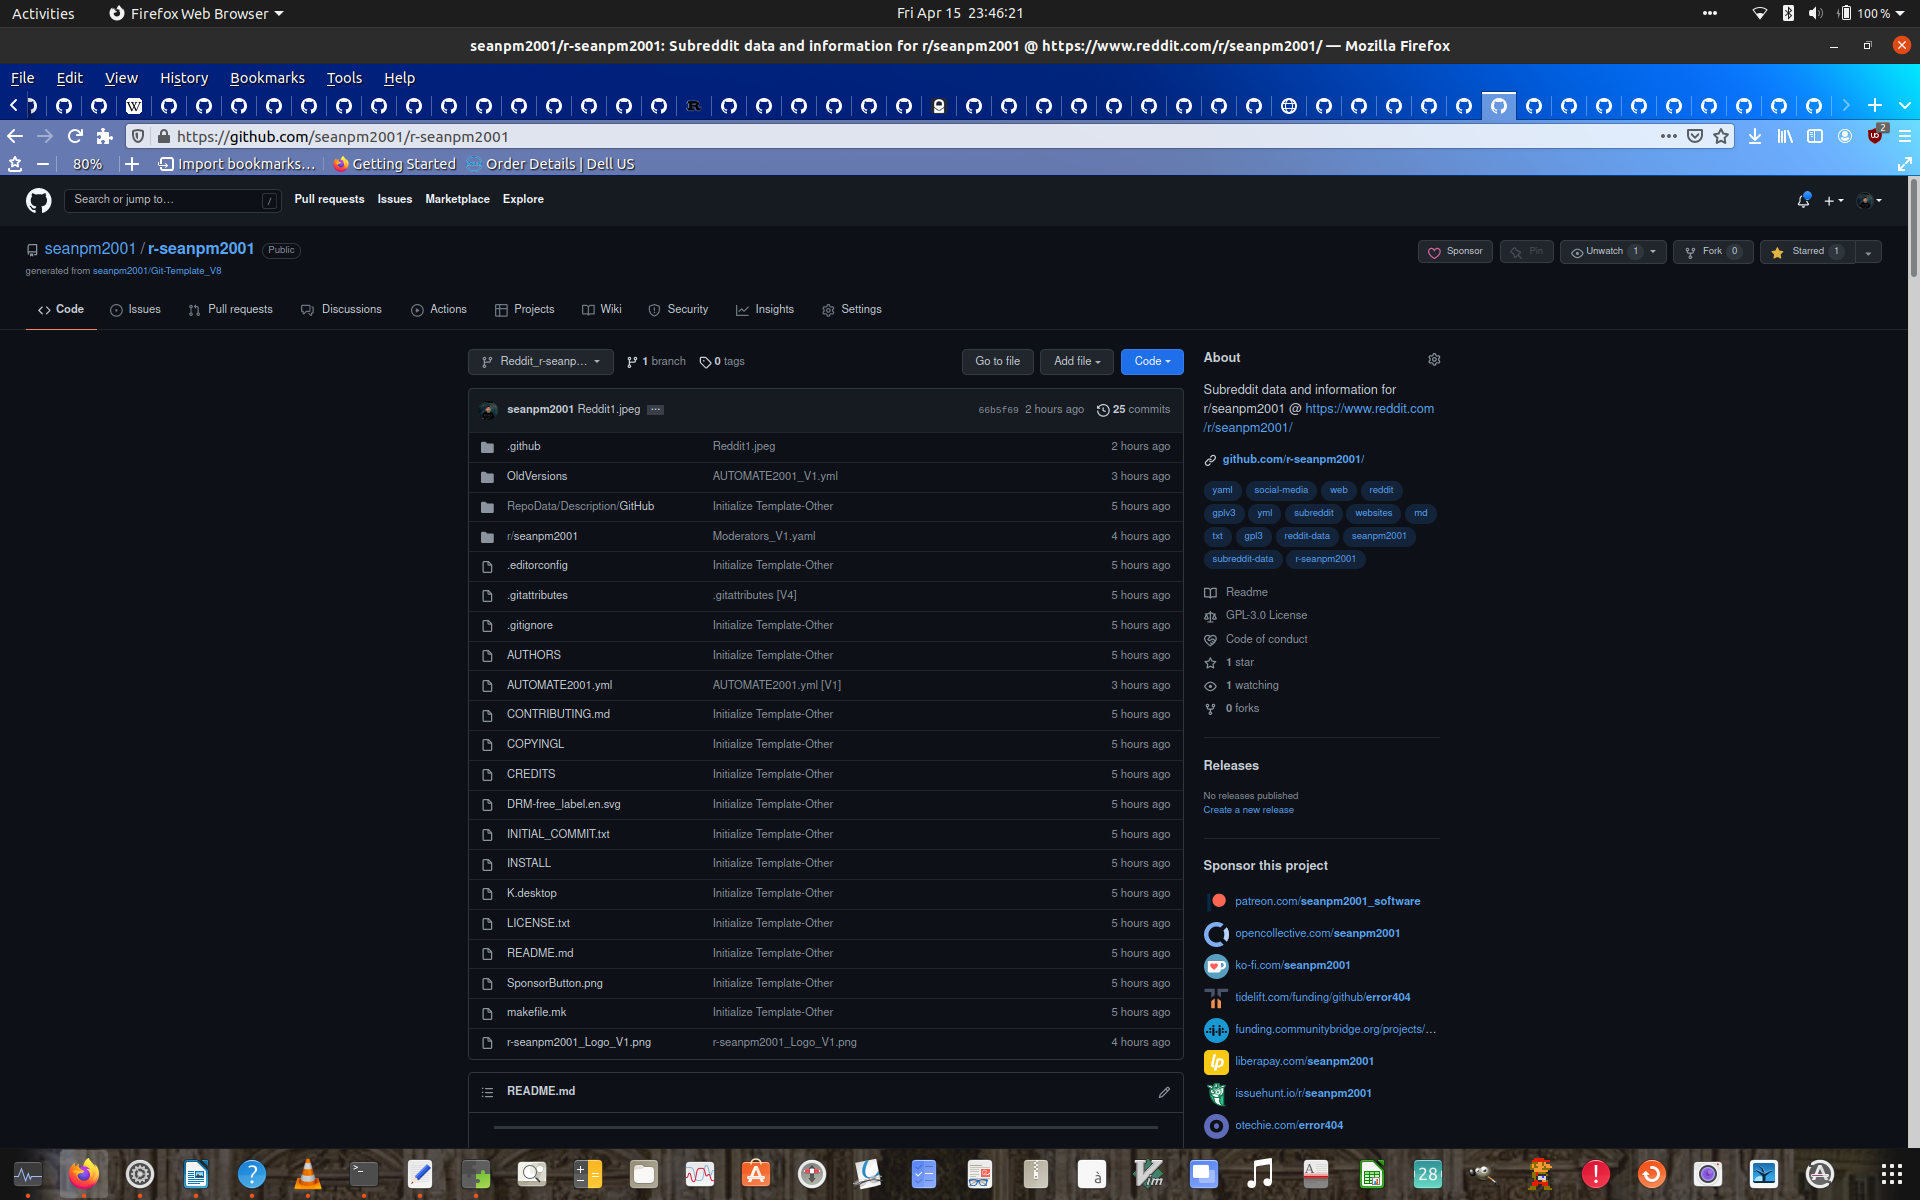 Activities
Firefox Web Browser
Fri Apr 15 23:46:21
100 %
seanpm2001/r-seanpm2001: Subreddit data and information for r/seanpm2001 @ https://www.reddit.com/r/seanpm2001/ — Mozilla Firefox
File Edit View History Bookmarks Tools Help
https://github.com/seanpm2001/r-seanpm2001
2
80%
Import bookmarks...
Getting Started
Order Details | Dell US
Search or jump to...
/
Pull requests Issues Marketplace Explore
seanpm2001 / r-seanpm2001 Public
generated from seanpm2001/Git-Template_V8
Sponsor
Pin
Unwatch 1
Fork 0
Starred 1
Code
Issues
Pull requests
Discussions
Actions
Projects
Wiki
Security
Insights
Settings
Reddit_r-seanp...
1 branch
0 tags
Go to file
Add file
Code
seanpm2001 Reddit1.jpeg ...
66b5f69 2 hours ago
25 commits
.github Reddit1.jpeg 2 hours ago
OldVersions AUTOMATE2001_V1.yml 3 hours ago
RepoData/Description/GitHub Initialize Template-Other 5 hours ago
r/seanpm2001 Moderators_V1.yaml 4 hours ago
.editorconfig Initialize Template-Other 5 hours ago
.gitattributes .gitattributes [V4] 5 hours ago
.gitignore Initialize Template-Other 5 hours ago
AUTHORS Initialize Template-Other 5 hours ago
AUTOMATE2001.yml AUTOMATE2001.yml [V1] 3 hours ago
CONTRIBUTING.md Initialize Template-Other 5 hours ago
COPYINGL Initialize Template-Other 5 hours ago
CREDITS Initialize Template-Other 5 hours ago
DRM-free_label.en.svg Initialize Template-Other 5 hours ago
INITIAL_COMMIT.txt Initialize Template-Other 5 hours ago
INSTALL Initialize Template-Other 5 hours ago
K.desktop Initialize Template-Other 5 hours ago
LICENSE.txt Initialize Template-Other 5 hours ago
README.md Initialize Template-Other 5 hours ago
SponsorButton.png Initialize Template-Other 5 hours ago
makefile.mk Initialize Template-Other 5 hours ago
r-seanpm2001_Logo_V1.png r-seanpm2001_Logo_V1.png 4 hours ago
README.md
About
Subreddit data and information for
r/seanpm2001 @ https://www.reddit.com
/r/seanpm2001/
github.com/r-seanpm2001/
yaml social-media web reddit
gplv3 yml subreddit websites md
txt gpl3 reddit-data seanpm2001
subreddit-data r-seanpm2001
Readme
GPL-3.0 License
Code of conduct
1 star
1 watching
0 forks
Releases
No releases published
Create a new release
Sponsor this project
patreon.com/seanpm2001_software
opencollective.com/seanpm2001
ko-fi.com/seanpm2001
tidelift.com/funding/github/error404
funding.communitybridge.org/projects/...
liberapay.com/seanpm2001
issuehunt.io/r/seanpm2001
otechie.com/error404
28